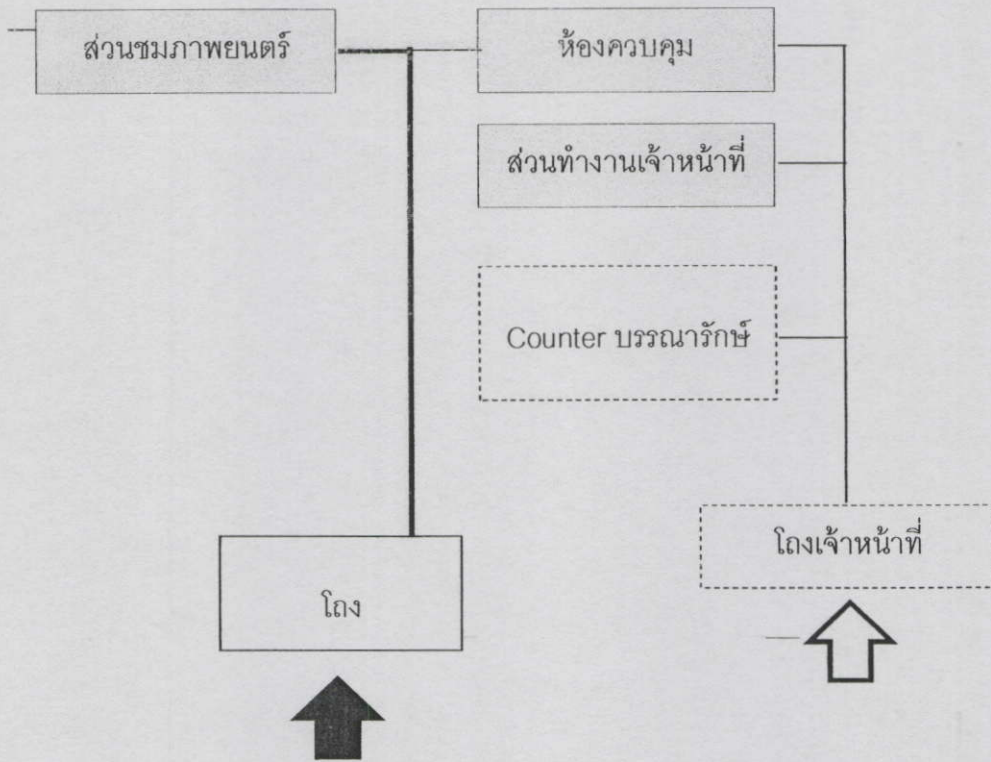 ส่วนชมภาพยนตร์
ห้องควบคุม
ส่วนทำงานเจ้าหน้าที่
Counter บรรณารักษ์
โถงเจ้าหน้าที่
โถง